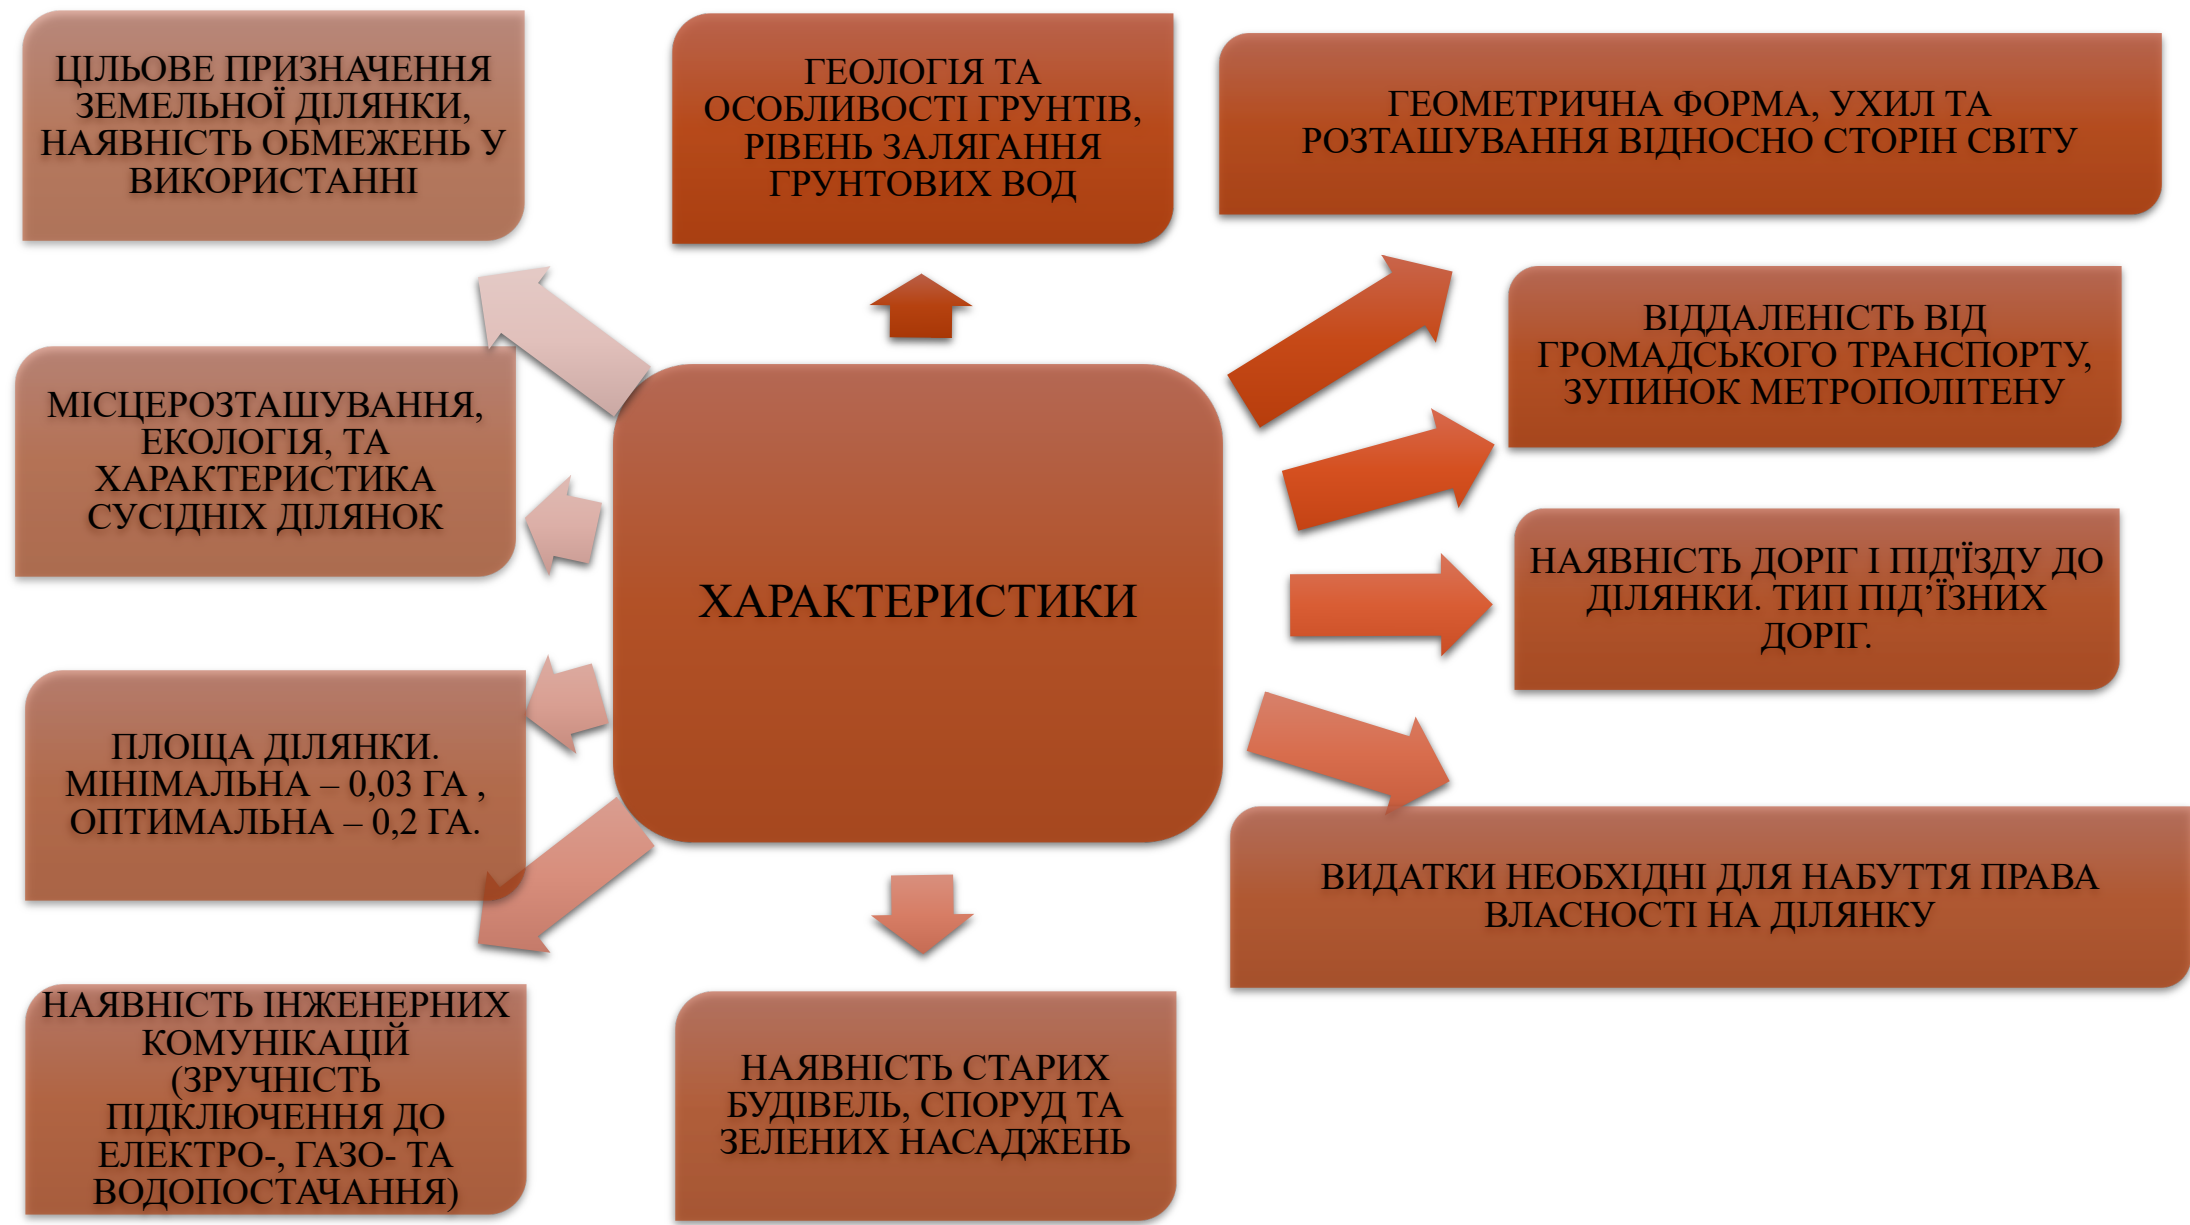 ЦІЛЬОВЕ ПРИЗНАЧЕННЯ
ЗЕМЕЛЬНОЇ ДІЛЯНКИ,
НАЯВНІСТЬ ОБМЕЖЕНЬ У
ВИКОРИСТАННІ
ГЕОЛОГІЯ ТА
ОСОБЛИВОСТІ ГРУНТІВ,
РІВЕНЬ ЗАЛЯГАННЯ
ГРУНТОВИХ ВОД
ГЕОМЕТРИЧНА ФОРМА, УХИЛ ТА
РОЗТАШУВАННЯ ВІДНОСНО СТОРІН СВІТУ
ВІДДАЛЕНІСТЬ ВІД
ГРОМАДСЬКОГО ТРАНСПОРТУ,
ЗУПИНОК МЕТРОПОЛІТЕНУ
МІСЦЕРОЗТАШУВАННЯ,
ЕКОЛОГІЯ, ТА
ХАРАКТЕРИСТИКА
СУСІДНІХ ДІЛЯНОК
ХАРАКТЕРИСТИКИ
НАЯВНІСТЬ ДОРІГ І ПІД'ЇЗДУ ДО
ДІЛЯНКИ. ТИП ПІД’ЇЗНИХ
ДОРІГ.
ПЛОЩА ДІЛЯНКИ.
МІНІМАЛЬНА – 0,03 ГА ,
ОПТИМАЛЬНА – 0,2 ГА.
ВИДАТКИ НЕОБХІДНІ ДЛЯ НАБУТТЯ ПРАВА
ВЛАСНОСТІ НА ДІЛЯНКУ
НАЯВНІСТЬ ІНЖЕНЕРНИХ
КОМУНІКАЦІЙ
(ЗРУЧНІСТЬ
ПІДКЛЮЧЕННЯ ДО
ЕЛЕКТРО-, ГАЗО- ТА
ВОДОПОСТАЧАННЯ)
НАЯВНІСТЬ СТАРИХ
БУДІВЕЛЬ, СПОРУД ТА
ЗЕЛЕНИХ НАСАДЖЕНЬ